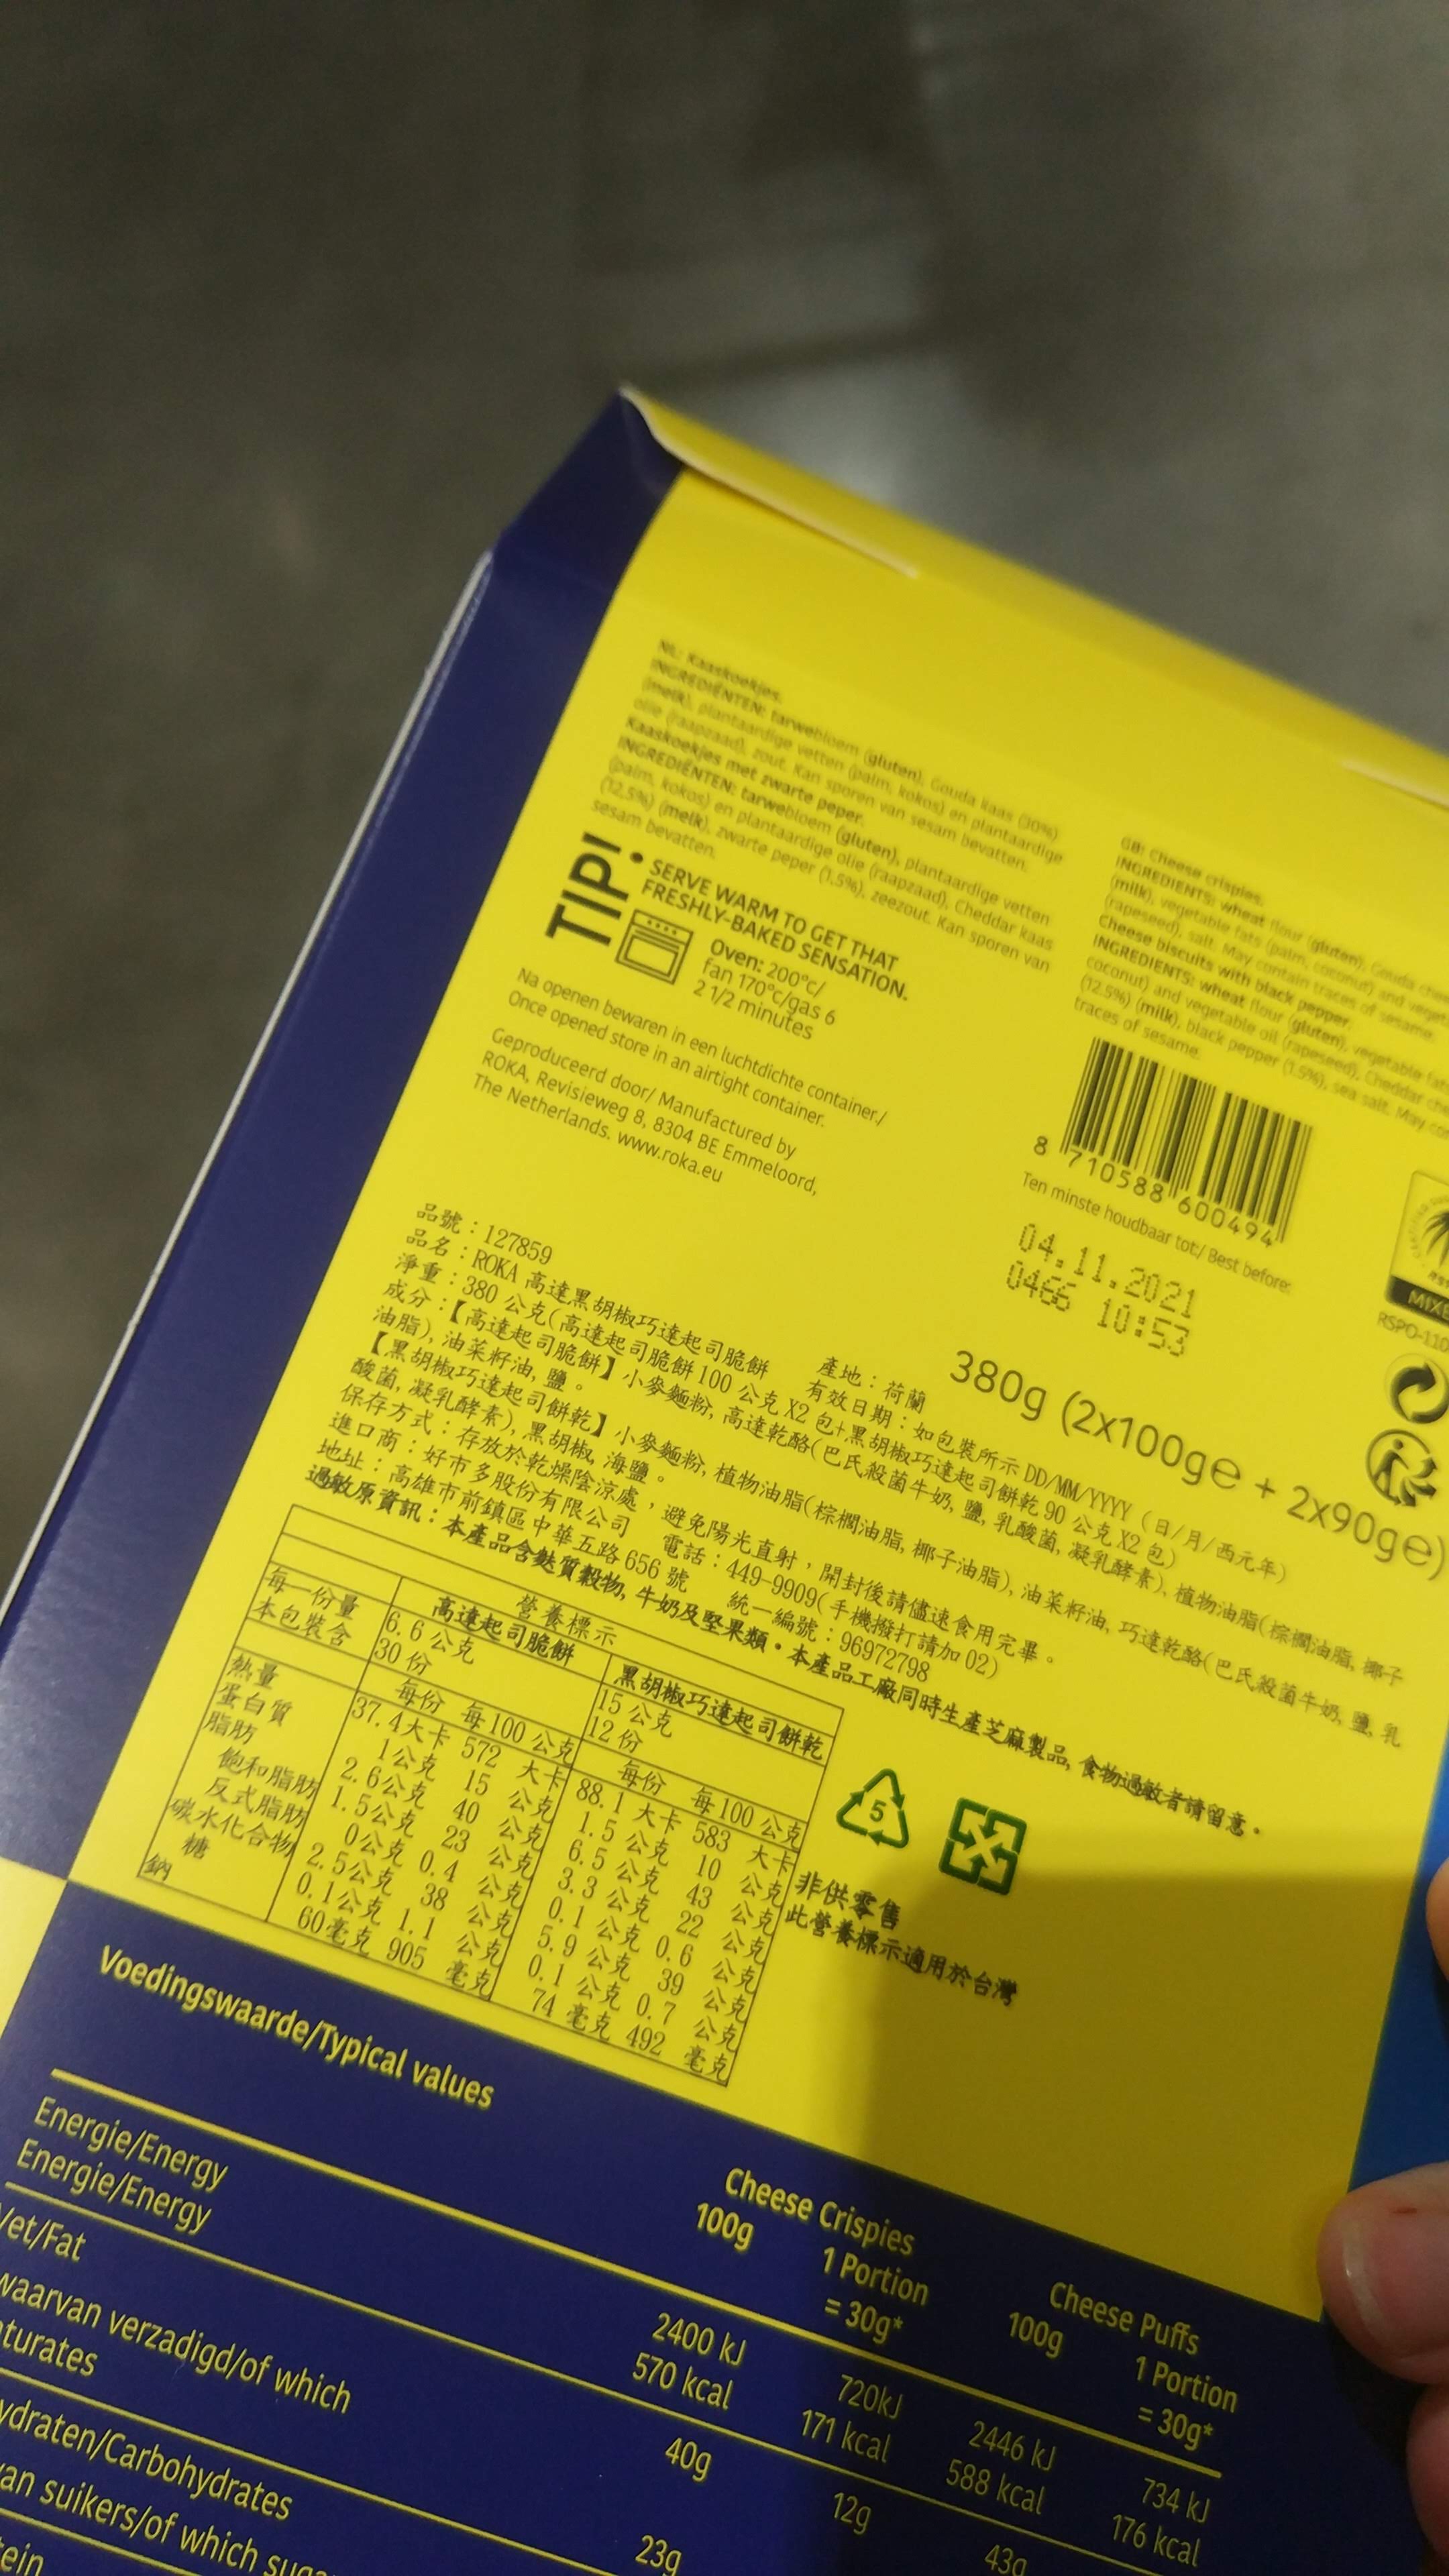 NL: Kaaskoekjes.
INGREDIËNTEN: tarwebloem (gluten), Gouda kaas (30%)
(melk), plantaardige vetten (palm, kokos) en plantaardige
olie (raapzaad), zout. Kan sporen van sesam bevatten.
Kaaskoekjes met zwarte peper.
INGREDIËNTEN: tarwebloem (gluten), plantaardige vetten
(palm, kokos) en plantaardige olie (raapzaad), Cheddar kaas
(12,5%) (melk), zwarte peper (1,5%), zeezout. Kan sporen van
sesam bevatten.
GB: Cheese crispies.
INGREDIENTS: wheat flour (gluten), Gouda
(milk), vegetable fats (palm, coconut) and
(rapeseed), salt. May contain traces of sesame.
Cheese biscuits with black pepper.
INGREDIENTS: wheat flour (gluten), vegetable
coconut) and vegetable oil (rapeseed), Cheddar
(12.5%) (milk), black pepper (1.5%), sea salt. May
traces of sesame.
TIP!
SERVE WARM TO GET THAT
FRESHLY-BAKED SENSATION.
Oven: 200°c/
fan 170°c/gas 6
2 1/2 minutes
Na openen bewaren in een luchtdichte container./
Once opened store in an airtight container.
Geproduceerd door/ Manufactured by
ROKA, Revisieweg 8, 8304 BE Emmeloord,
The Netherlands. www.roka.eu
8 710588 600494
Ten minste houdbaar tot:/ Best before:
04.11.2021
0466 10:53
380g (2x100ge + 2x90ge)
MIXED
RSPO-110
品號：127859
品名：ROKA 高達黑胡椒巧達起司脆餅 產地：荷蘭
淨重：380 公克(高達起司脆餅 100 公克 X2 包+黑胡椒巧達起司餅乾 90 公克 X2 包)
有效日期：如包裝所示 DD/MM/YYYY (日/月/西元年)
成分：【高達起司脆餅】小麥麵粉, 高達乾酪(巴氏殺菌牛奶, 鹽, 乳酸菌, 凝乳酵素), 植物油脂(棕櫚油脂, 椰子
油脂), 油菜籽油, 鹽。
【黑胡椒巧達起司餅乾】小麥麵粉, 植物油脂(棕櫚油脂, 椰子油脂), 油菜籽油, 巧達乾酪(巴氏殺菌牛奶, 鹽, 乳
酸菌, 凝乳酵素), 黑胡椒, 海鹽。
保存方式：存放於乾燥陰涼處，避免陽光直射，開封後請儘速食用完畢。
進口商：好市多股份有限公司 電話：449-9909(手機撥打請加 02)
地址：高雄市前鎮區中華五路 656 號 統一編號：96972798
過敏原資訊：本產品含麩質穀物, 牛奶及堅果類。本產品工廠同時生產芝麻製品, 食物過敏者請留意。
營養標示
高達起司脆餅 黑胡椒巧達起司餅乾
每一份量 6.6 公克 15 公克
本包裝含 30 份 12 份
每份 每100 公克 每份 每100 公克
熱量 37.4大卡 572 大卡 88.1 大卡 583 大卡
蛋白質 1公克 15 公克 1.5 公克 10 公克
脂肪 2.6公克 40 公克 6.5 公克 43 公克
飽和脂肪 1.5公克 23 公克 3.3 公克 22 公克
反式脂肪 0公克 0.4 公克 0.1 公克 0.6 公克
碳水化合物 2.5公克 38 公克 5.9 公克 39 公克
糖 0.1公克 1.1 公克 0.1 公克 0.7 公克
鈉 60毫克 905 毫克 74 毫克 492 毫克
5
非供零售
此營養標示適用於台灣
Voedingswaarde/Typical values
Cheese Crispies Cheese Puffs
100g 1 Portion = 30g* 100g 1 Portion = 30g*
Energie/Energy 2400 kJ 720kJ 2446 kJ 734 kJ
Energie/Energy 570 kcal 171 kcal 588 kcal 176 kcal
Vet/Fat 40g 12g 43g
waarvan verzadigd/of which
saturates 23g
ydraten/Carbohydrates
van suikers/of which
tein